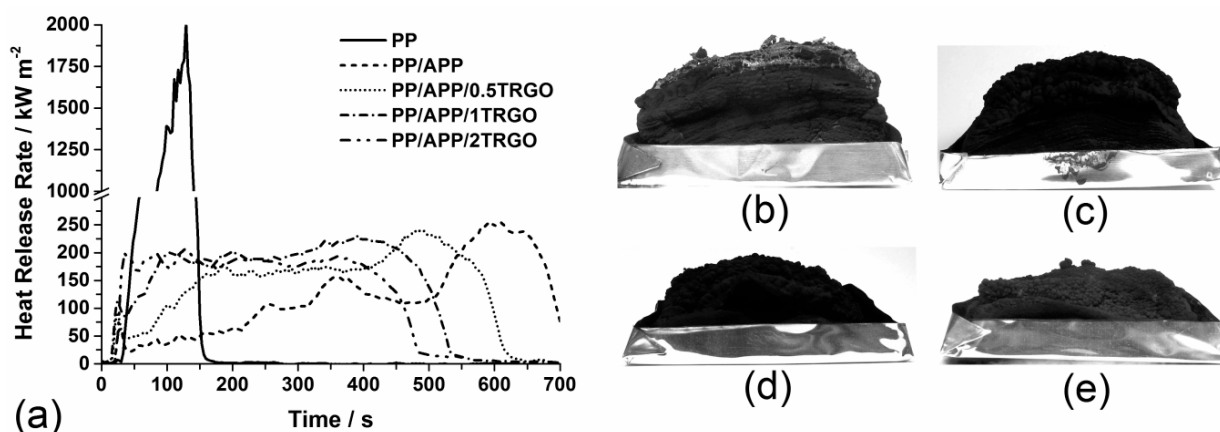 2000
1750
1500
1250
1000
250
200
150
100
50
0
Heat Release Rate / kW m⁻²
PP
PP/APP
PP/APP/0.5TRGO
PP/APP/1TRGO
PP/APP/2TRGO
0 100 200 300 400 500 600 700
Time / s
(a)
(b)
(c)
(d)
(e)